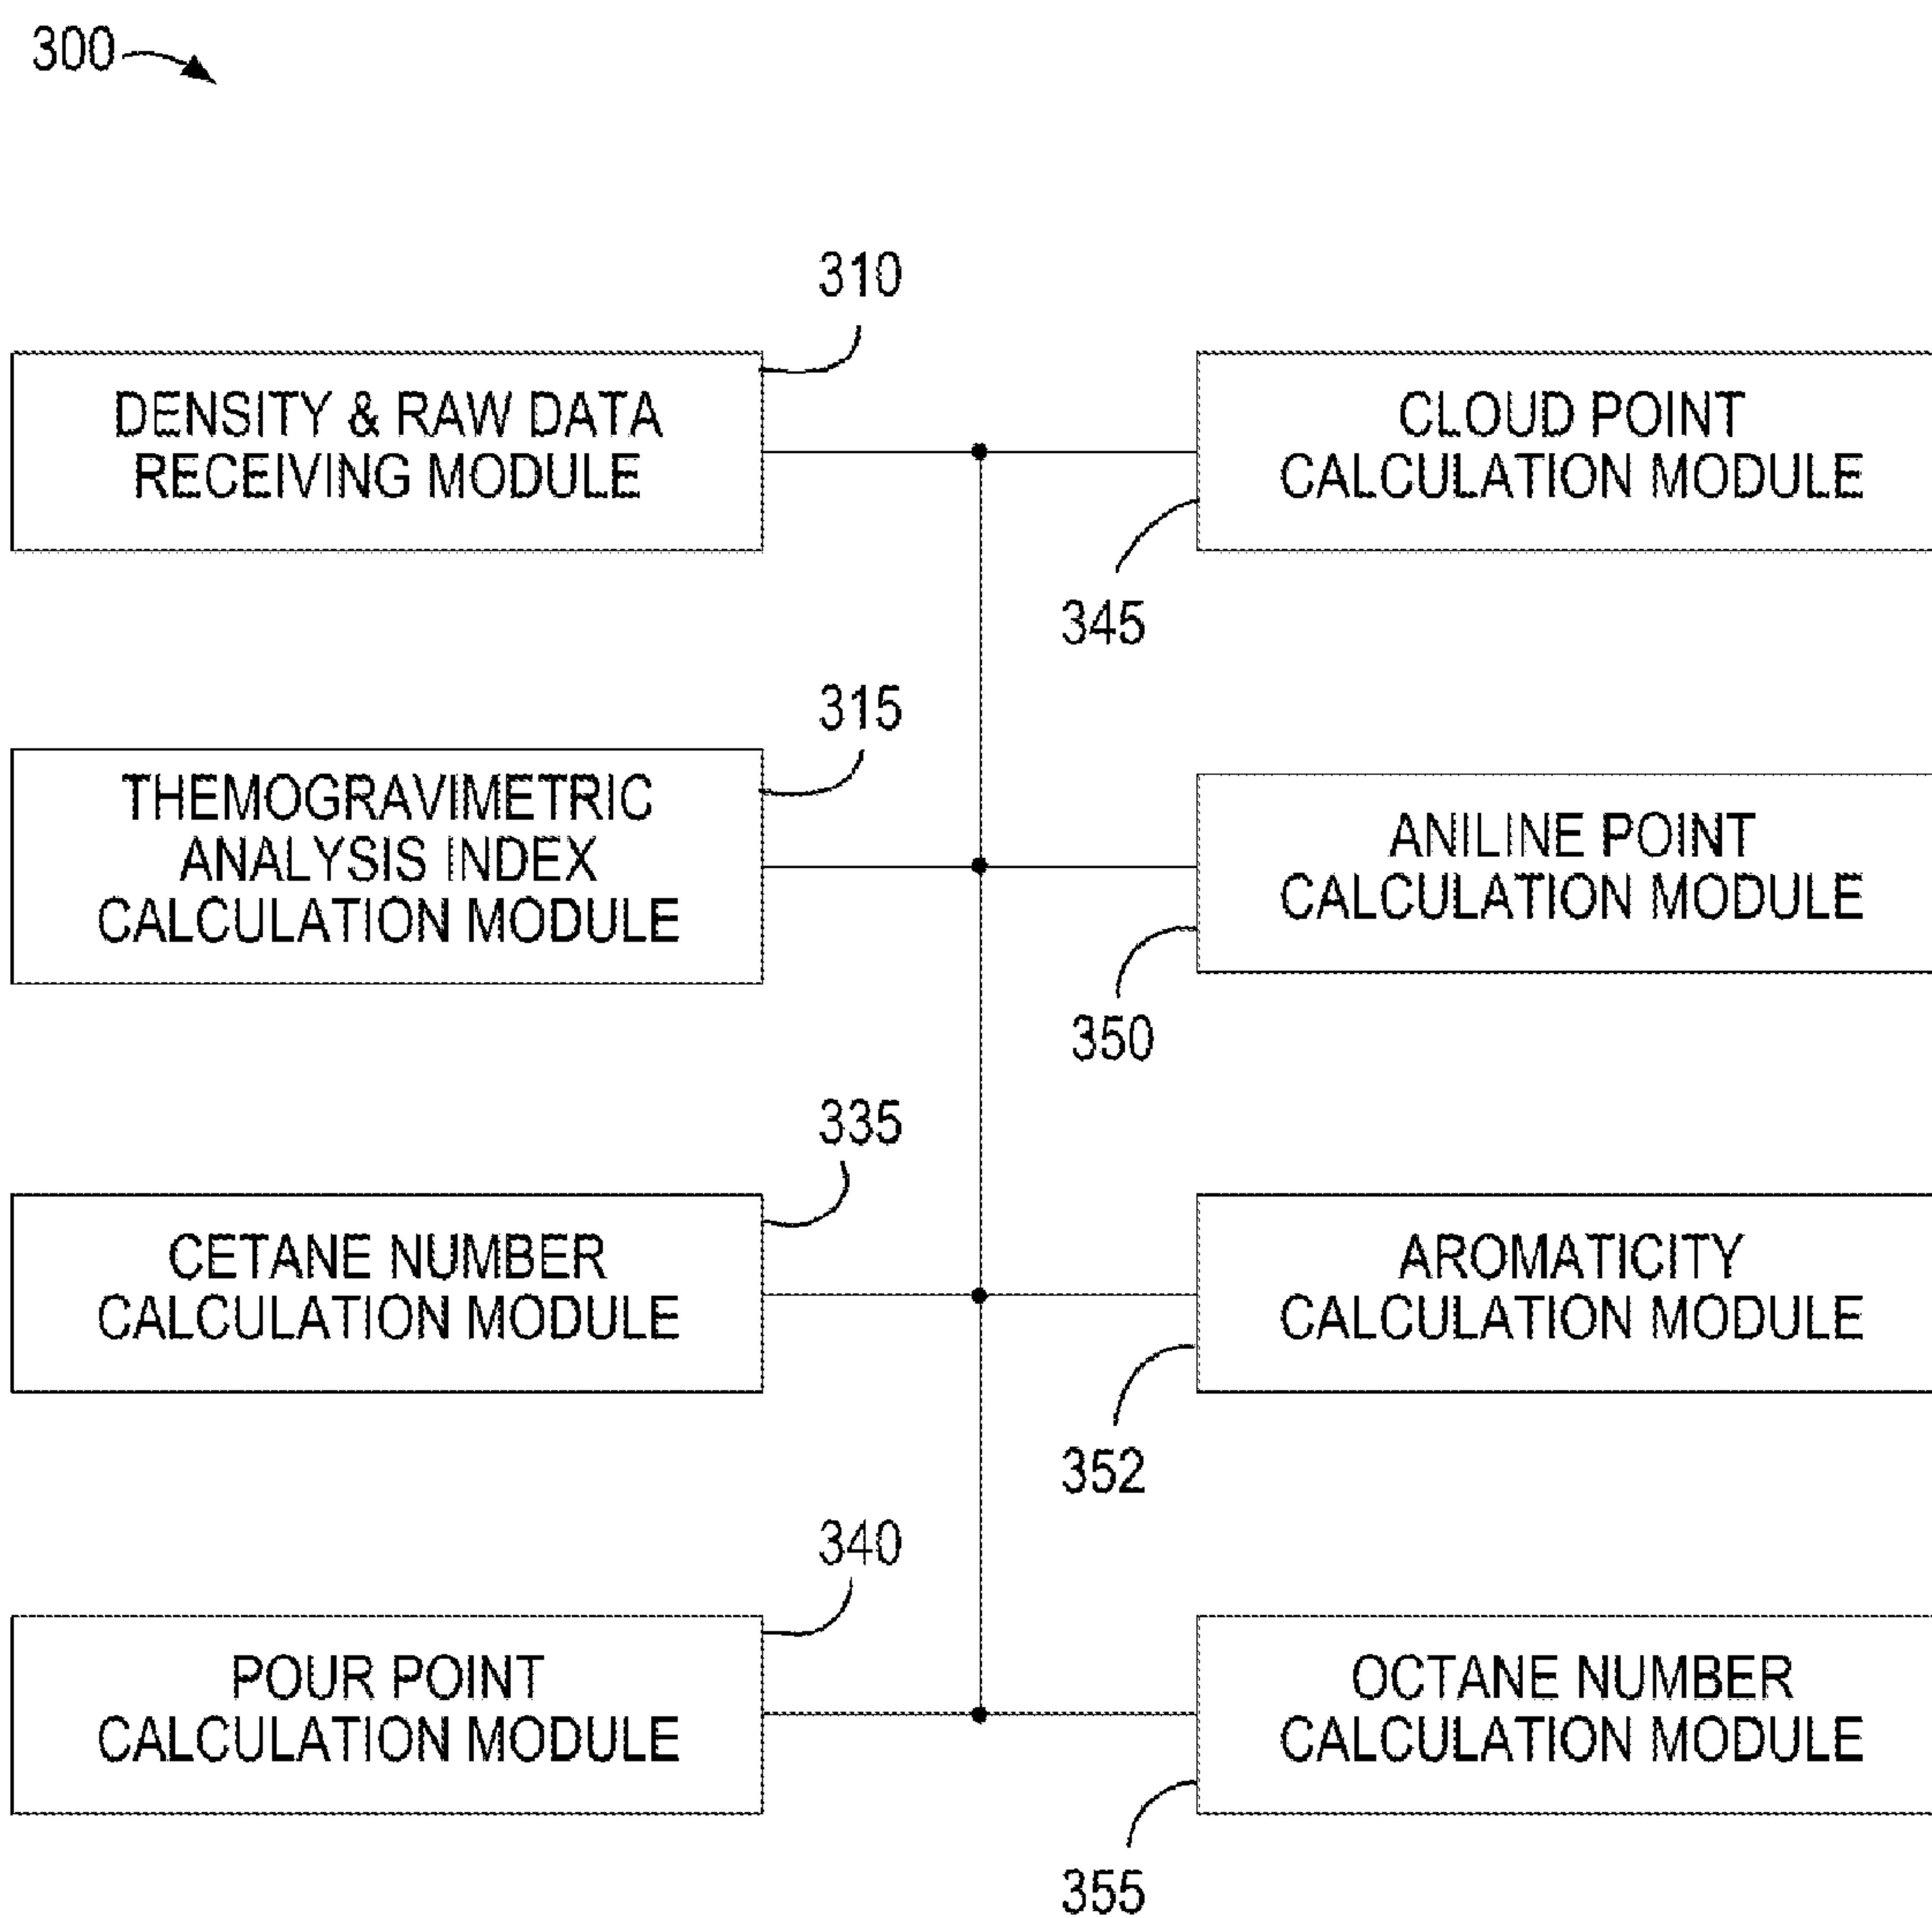 300
310
DENSITY & RAW DATA
RECEIVING MODULE
CLOUD POINT
CALCULATION MODULE
345
315
THEMOGRAVIMETRIC
ANALYSIS INDEX
CALCULATION MODULE
ANILINE POINT
CALCULATION MODULE
350
335
CETANE NUMBER
CALCULATION MODULE
AROMATICITY
CALCULATION MODULE
352
340
POUR POINT
CALCULATION MODULE
OCTANE NUMBER
CALCULATION MODULE
355